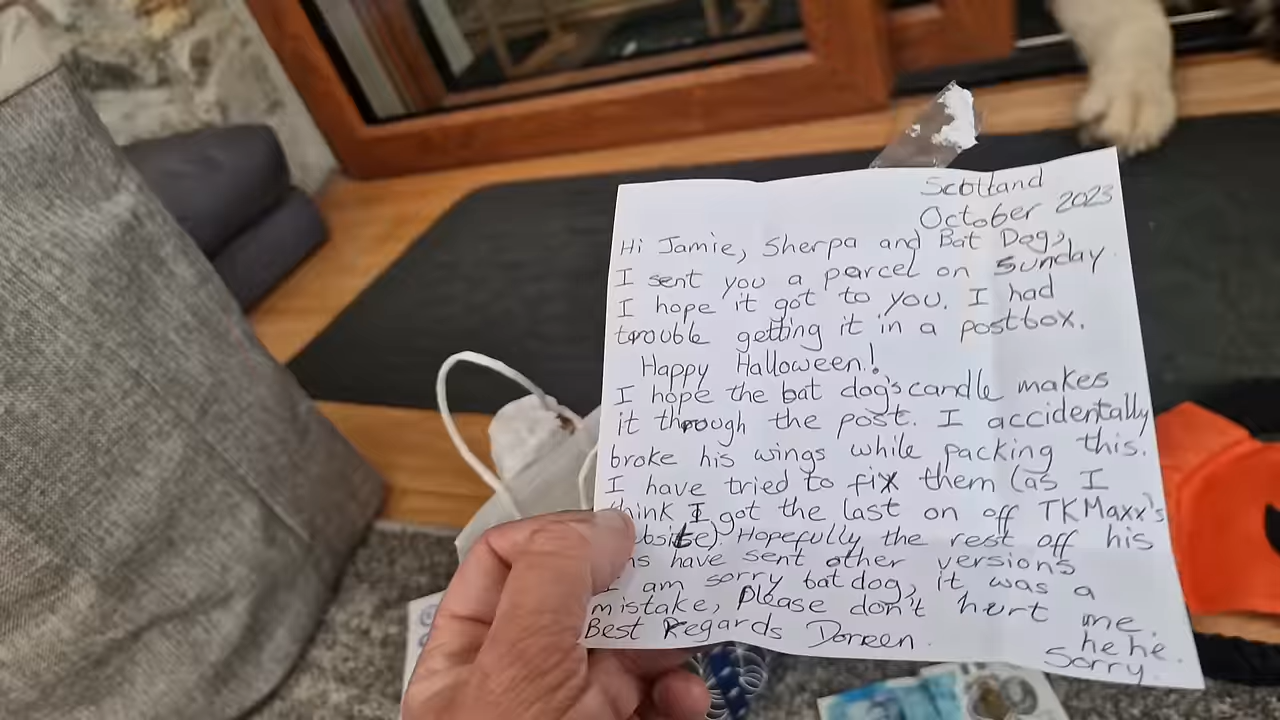 Scotland
October 2023
Hi Jamie, Sherpa and Bat Dog,
I sent you a parcel on Sunday
I hope it got to you. I had
trouble getting it in a postbox.
Happy Halloween!
I hope the bat dog's candle makes
it through the post. I accidentally
broke his wings while packing this.
I have tried to fix them (as I
think I got the last on off TKMaxx's
website) Hopefully the rest off his
have sent other versions
I am sorry bat dog, it was a
mistake, Please don't hurt me.
Best Regards Doreen.
hehe.
Sorry